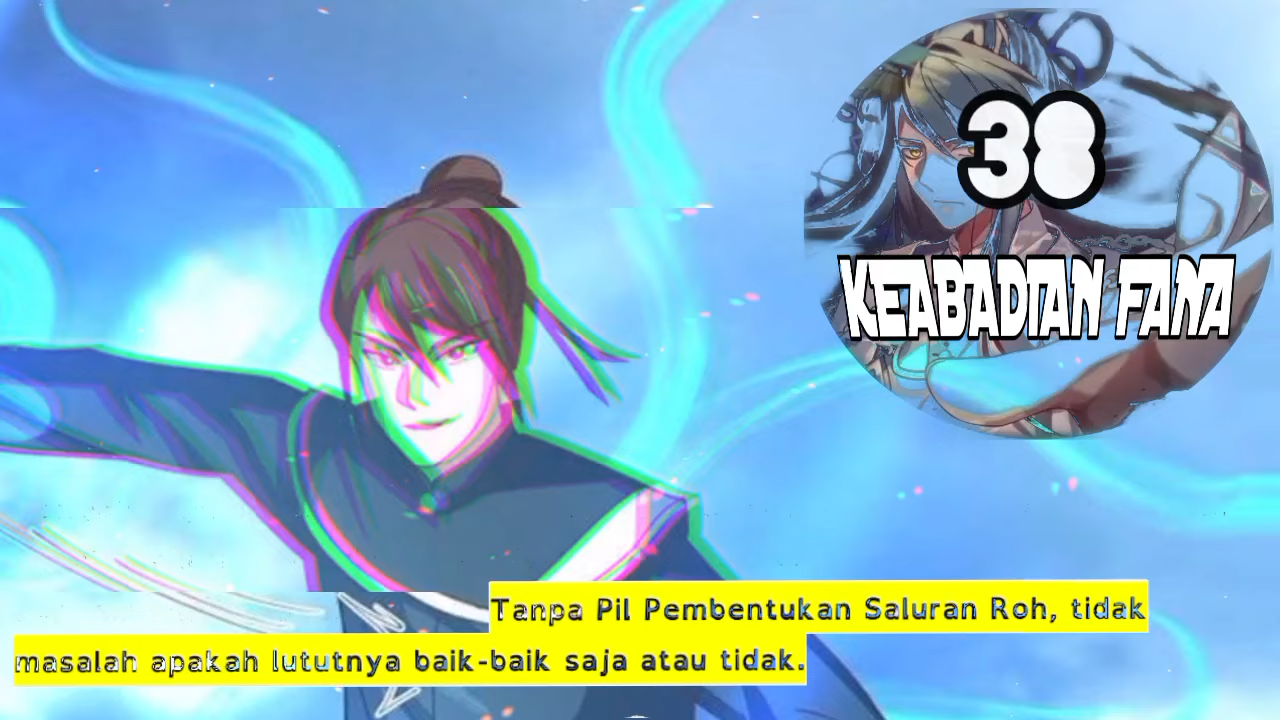 38
KEABADIAN FANA
Tanpa Pil Pembentukan Saluran Roh, tidak
masalah apakah lututnya baik-baik saja atau tidak.